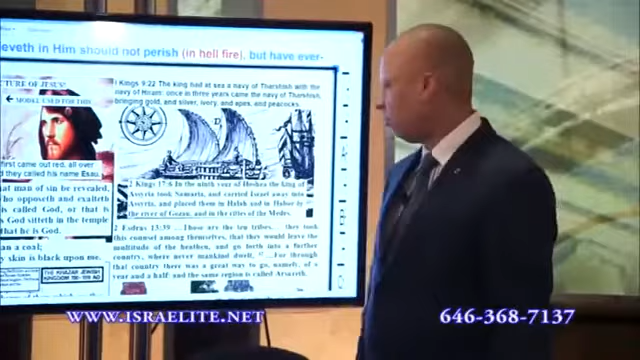 eveth in Him should not perish (in hell fire), but have ever-
CTURE OF JESUS!
MODEL USED FOR THIS
first came out red, all over
d they called his name Esau.
hat man of sin be revealed,
ho opposeth and exalteth
is called God, or that is
s God sitteth in the temple
that he is God.
an a coal;
y skin is black upon me.
THE KHAZAR JEWISH
1 Kings 9:22 The king had at sea a navy of Tharshish with the
navy of Hiram: once in three years came the navy of Tharshish,
bringing gold, and silver, ivory, and apes, and peacocks.
2 Kings 17:6 In the ninth year of Hoshea the king of
Assyria took Samaria, and carried Israel away into
Assyria, and placed them in Halah and in Habor by
the river of Gozan, and in the cities of the Medes.
2 Esdras 13:39 ... Those are the ten tribes... they took
this counsel among themselves, that they would leave the
multitude of the heathen, and go forth into a further
country, where never mankind dwelt, ... For through
that country there was a great way to go, namely, of a
year and a half: and the same region is called Arsareth.
WWW.ISRAELITE.NET
646-368-7137